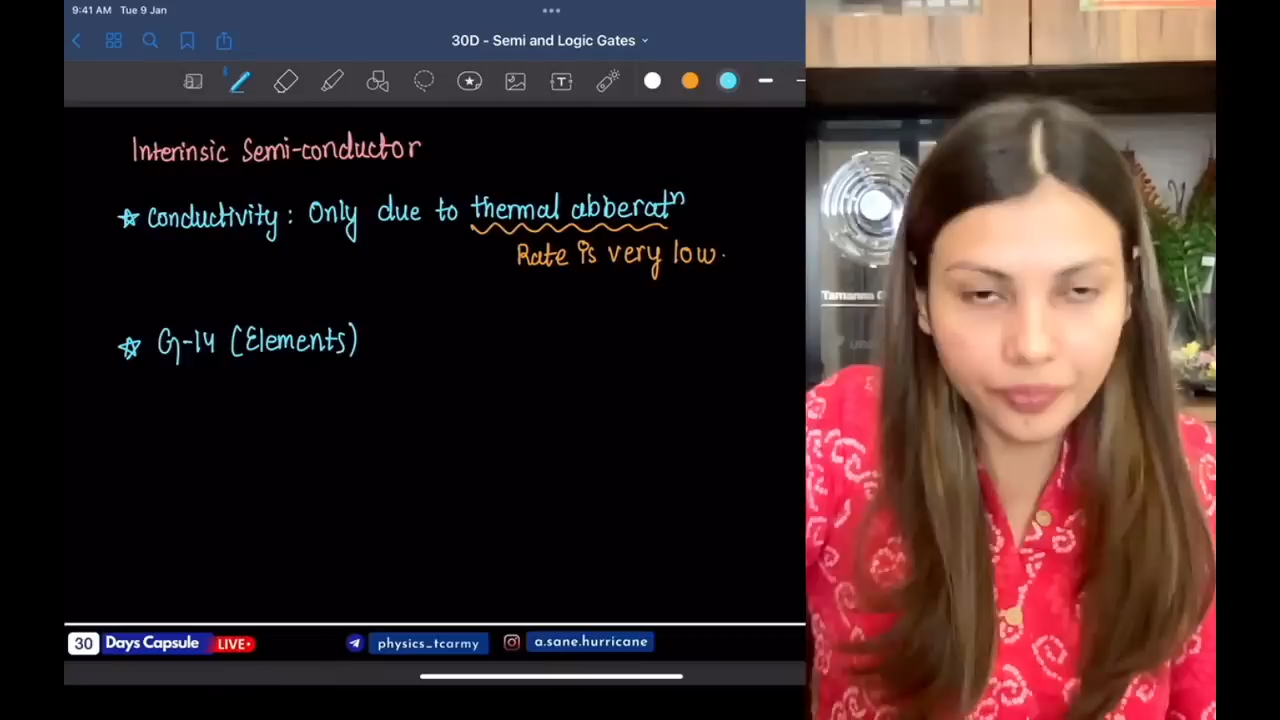 9:41 AM Tue 9 Jan
30D - Semi and Logic Gates
T
Interinsic Semi-conductor
☆ Conductivity: Only due to thermal abberatⁿ
Rate is very low.
☆ G-14 (Elements)
Tamanna
30 Days Capsule LIVE
physics_tcarmy
a.sane.hurricane